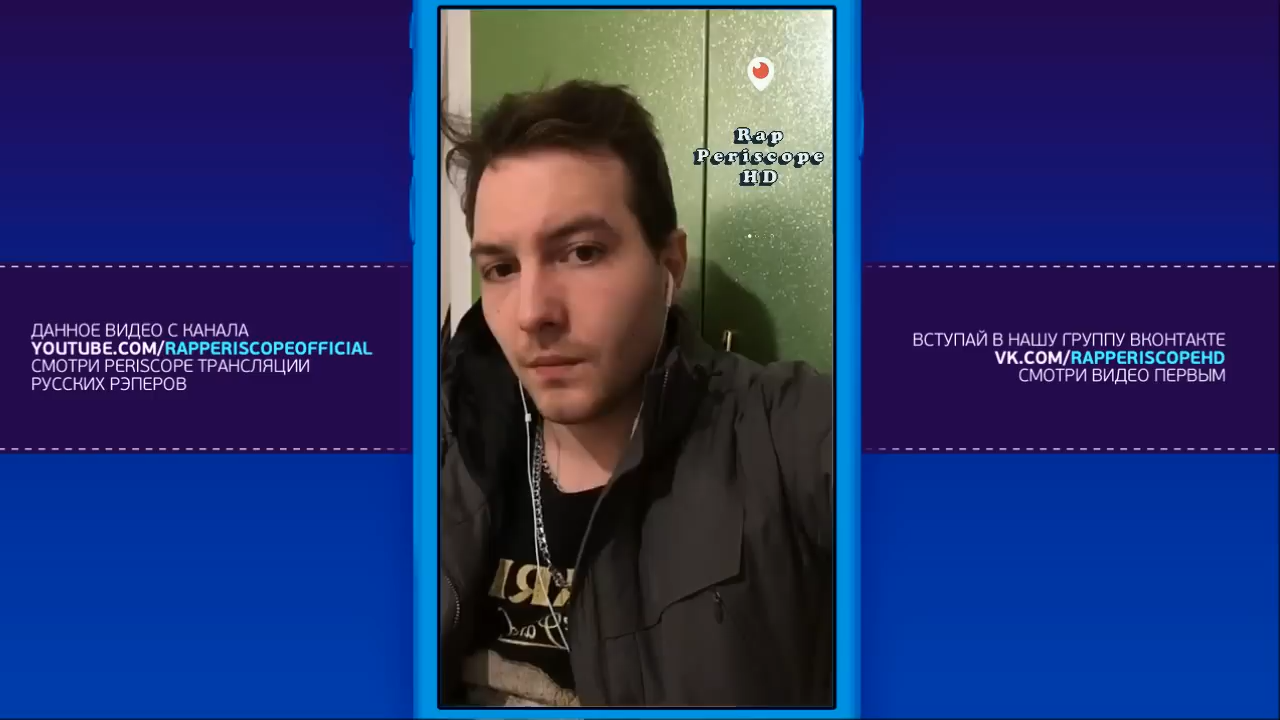 Rap
Periscope
HD
ДАННОЕ ВИДЕО С КАНАЛА
YOUTUBE.COM/RAPPERISCOPEOFFICIAL
СМОТРИ PERISCOPE ТРАНСЛЯЦИИ
РУССКИХ РЭПЕРОВ
ВСТУПАЙ В НАШУ ГРУППУ ВКОНТАКТЕ
VK.COM/RAPPERISCOPEHD
СМОТРИ ВИДЕО ПЕРВЫМ